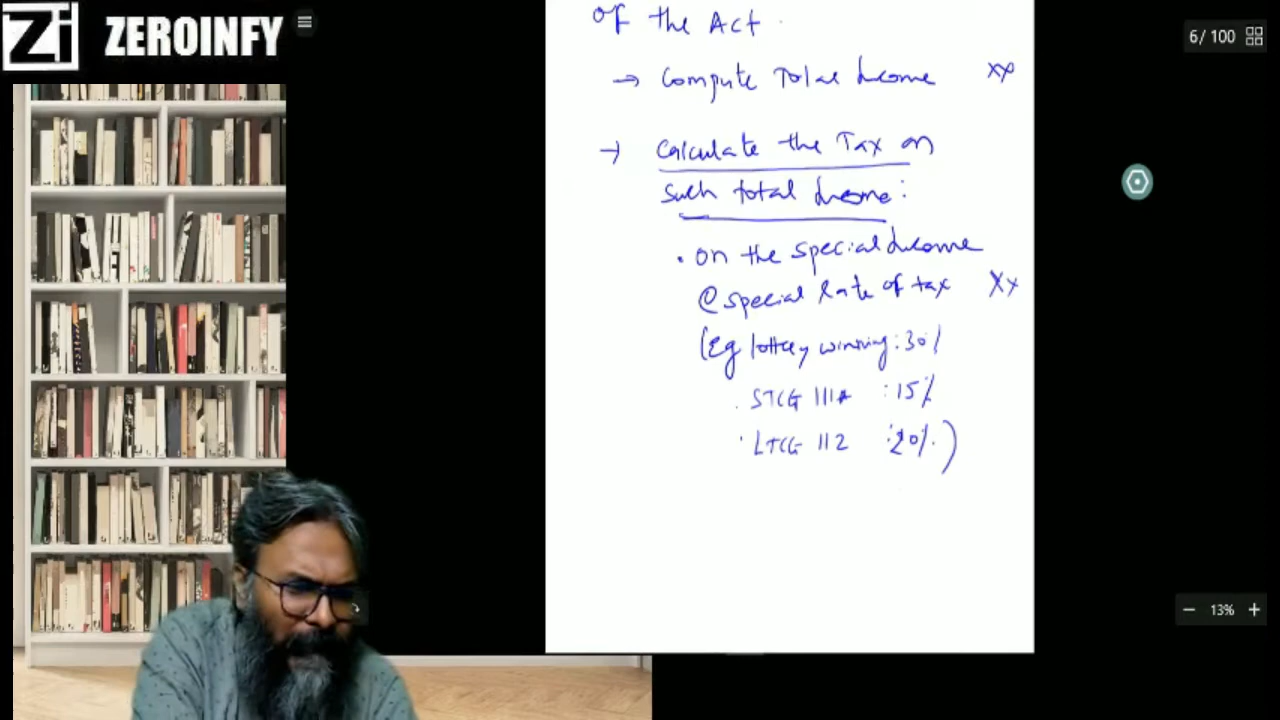 Zi ZEROINFY
6/100
of the Act.
→ Compute Total Income xx
→ Calculate the Tax on
such total Income:
• on the special Income
@ special Rate of tax xx
(Eg lottery winning: 30%
• STCG 111A : 15%
• LTCG 112 : 20%.)
− 13% +